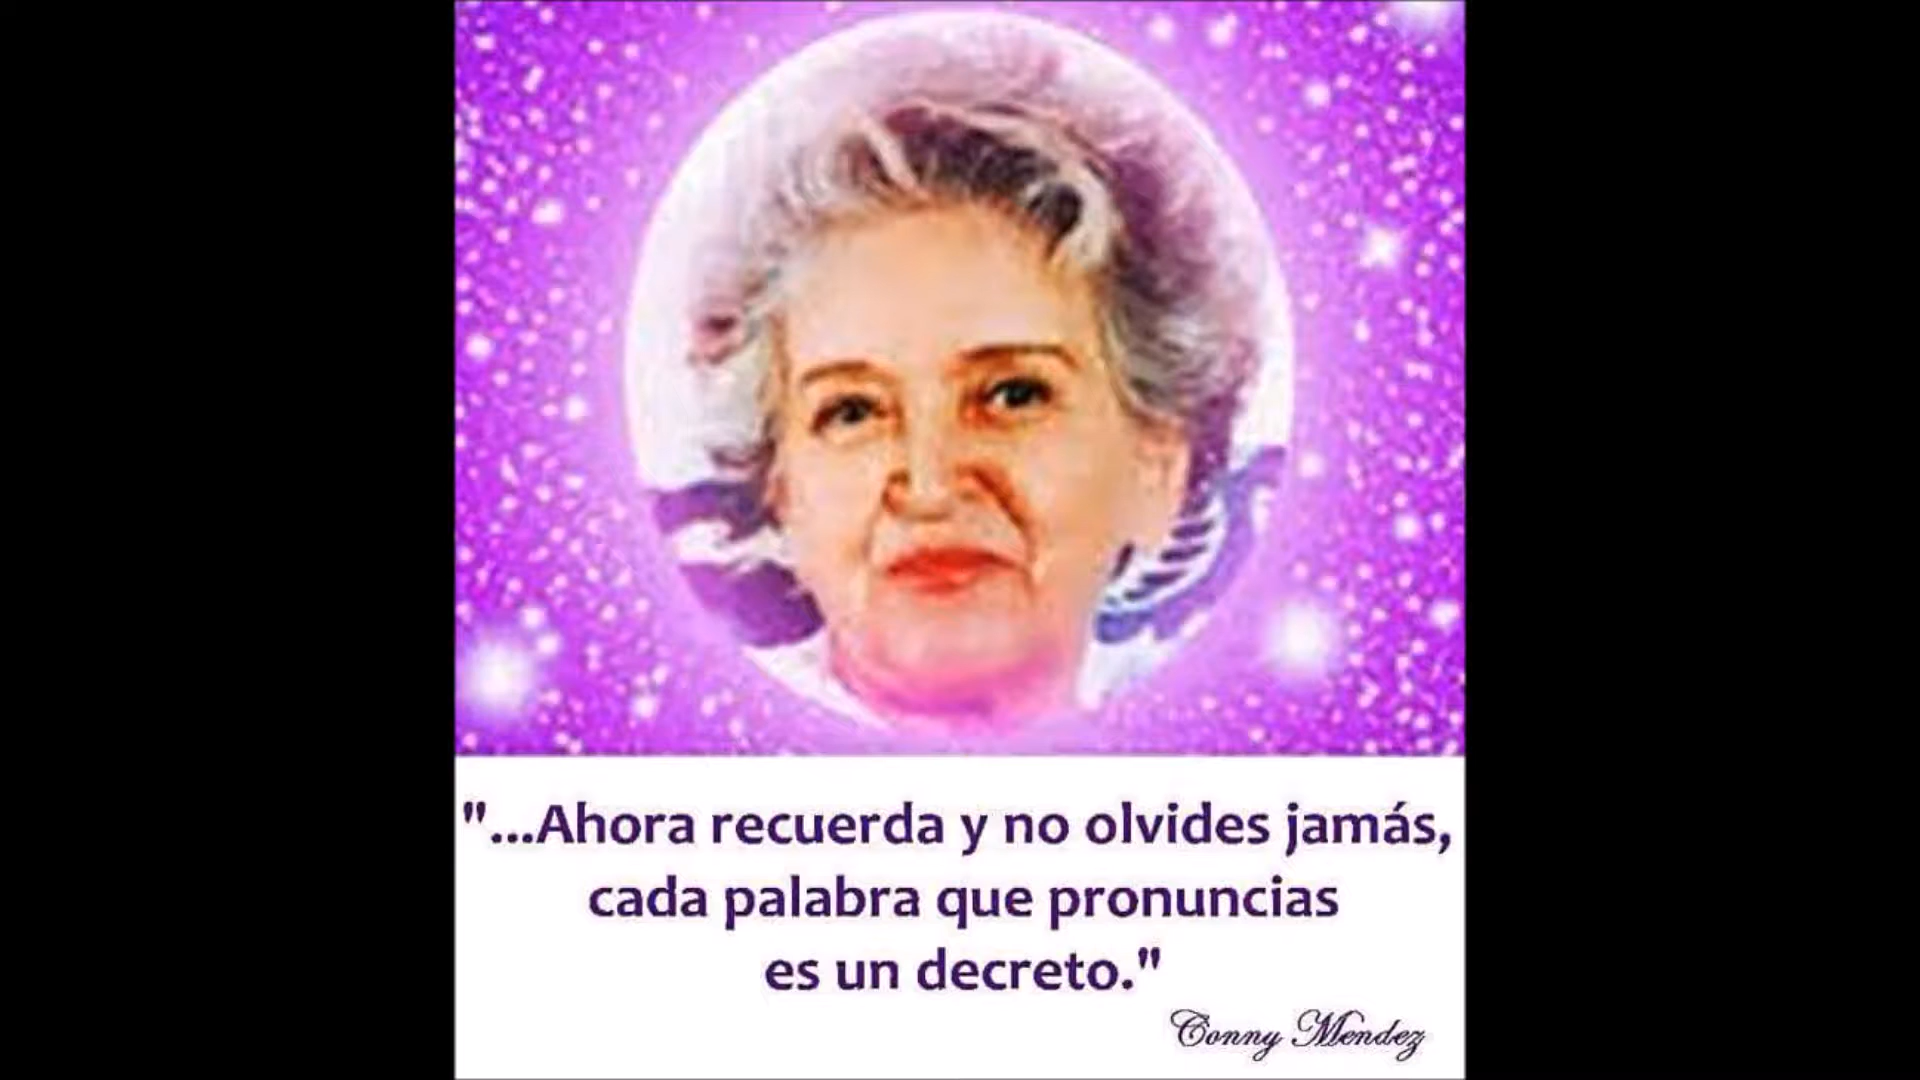 "...Ahora recuerda y no olvides jamás,
cada palabra que pronuncias
es un decreto."
Conny Mendez